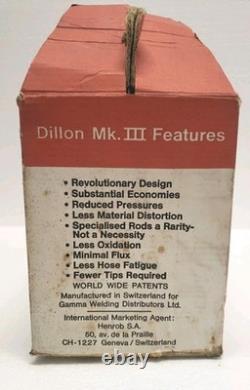 Dillon Mk. III Features
• Revolutionary Design
• Substantial Economies
• Reduced Pressures
• Less Material Distortion
• Specialised Rods a Rarity-
Not a Necessity
• Less Oxidation
• Minimal Flux
• Less Hose Fatigue
• Fewer Tips Required
WORLD WIDE PATENTS
Manufactured in Switzerland for
Gamma Welding Distributors Ltd.
International Marketing Agent:
Henrob S.A.
60, av. de la Praille
CH-1227 Geneva / Switzerland